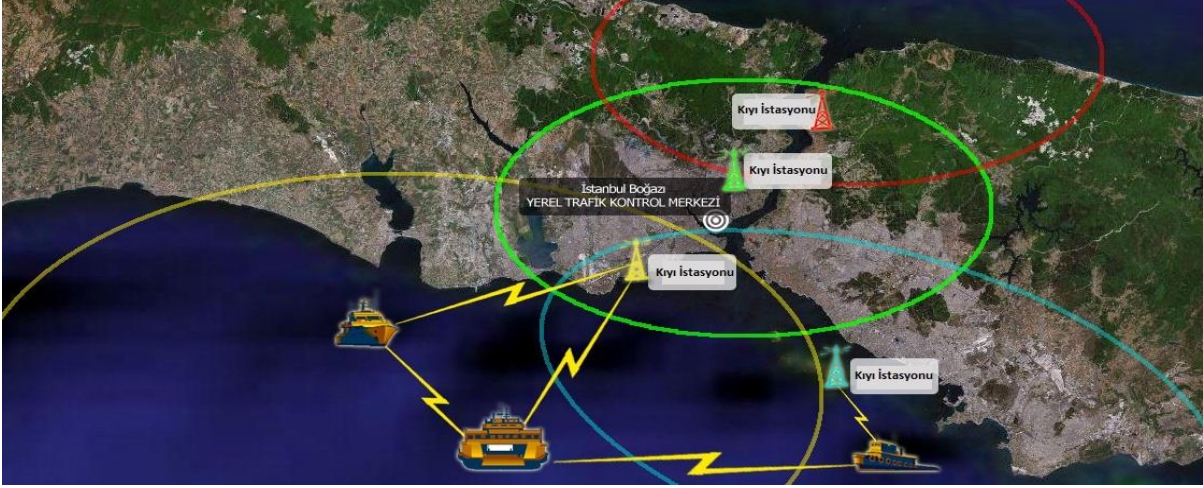 Kıyı İstasyonu
Kıyı İstasyonu
İstanbul Boğazı
YEREL TRAFİK KONTROL MERKEZİ
Kıyı İstasyonu
Kıyı İstasyonu